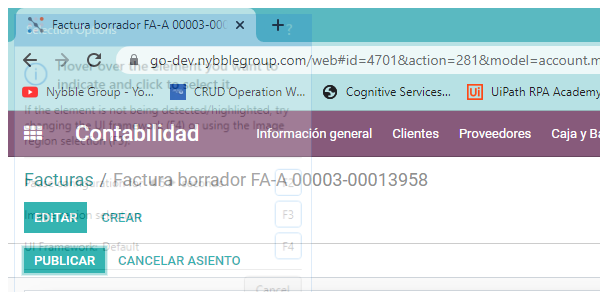 Factura borrador FA-A 00003-000
Detection Options
?
go-dev.nybblegroup.com/web#id=4701&action=281&model=account.m
Hover over the element you want to
indicate and click to select it
Nybble Group - Yo...
CRUD Operation W...
Cognitive Services...
UiPath RPA Academy
If the element is not being detected/highlighted, try
changing the UI framework (F4) or using the Image
region selection (F3).
Contabilidad
Información general
Clientes
Proveedores
Caja y Ba
Facturas / Factura borrador FA-A 00003-00013958
F2
EDITAR
CREAR
F3
UI Framework: Default
F4
PUBLICAR
CANCELAR ASIENTO
Cancel